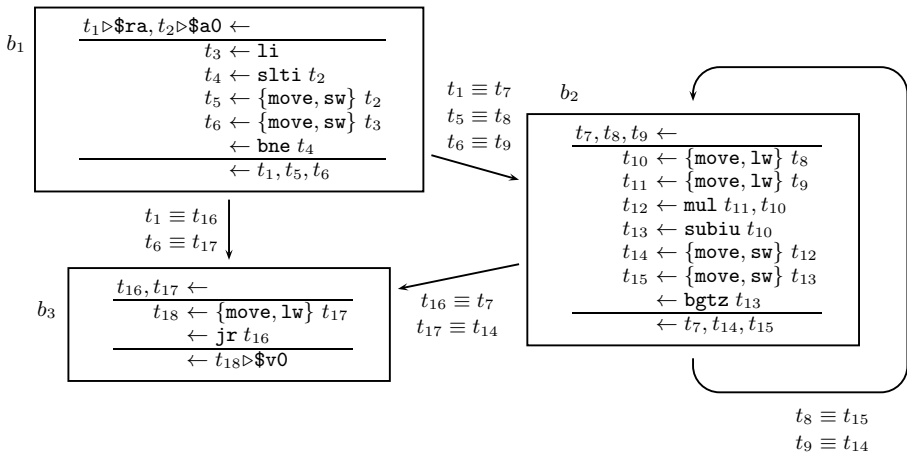 b₁
t₁▷$ra, t₂▷$a0 ←
t₃ ← li
t₄ ← slti t₂
t₅ ← {move, sw} t₂
t₆ ← {move, sw} t₃
← bne t₄
← t₁, t₅, t₆
t₁ ≡ t₇
t₅ ≡ t₈
t₆ ≡ t₉
b₂
t₇, t₈, t₉ ←
t₁₀ ← {move, lw} t₈
t₁₁ ← {move, lw} t₉
t₁₂ ← mul t₁₁, t₁₀
t₁₃ ← subiu t₁₀
t₁₄ ← {move, sw} t₁₂
t₁₅ ← {move, sw} t₁₃
← bgtz t₁₃
← t₇, t₁₄, t₁₅
t₁ ≡ t₁₆
t₆ ≡ t₁₇
b₃
t₁₆, t₁₇ ←
t₁₈ ← {move, lw} t₁₇
← jr t₁₆
← t₁₈▷$v0
t₁₆ ≡ t₇
t₁₇ ≡ t₁₄
t₈ ≡ t₁₅
t₉ ≡ t₁₄